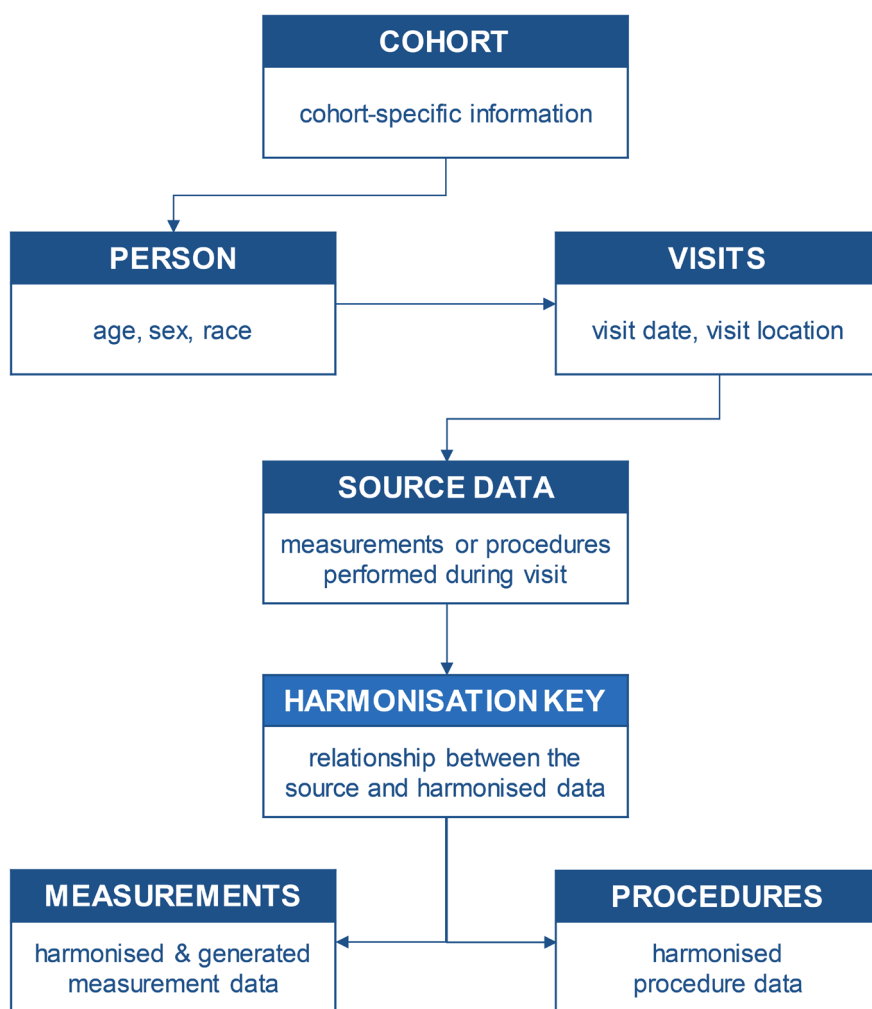 COHORT
cohort-specific information
PERSON
age, sex, race
VISITS
visit date, visit location
SOURCE DATA
measurements or procedures
performed during visit
HARMONISATION KEY
relationship between the
source and harmonised data
MEASUREMENTS
harmonised & generated
measurement data
PROCEDURES
harmonised
procedure data